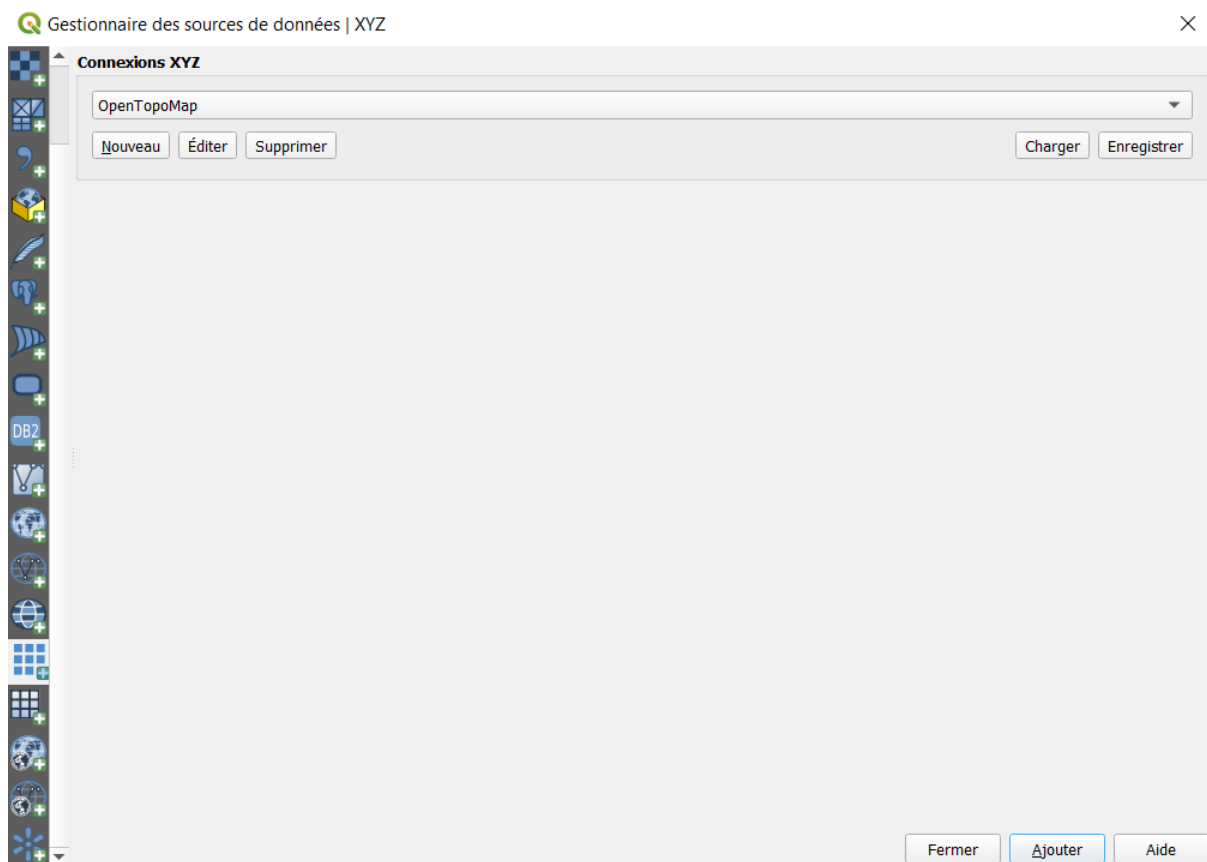 Gestionnaire des sources de données | XYZ
Connexions XYZ
OpenTopoMap
Nouveau Éditer Supprimer Charger Enregistrer
DB2
Fermer Ajouter Aide